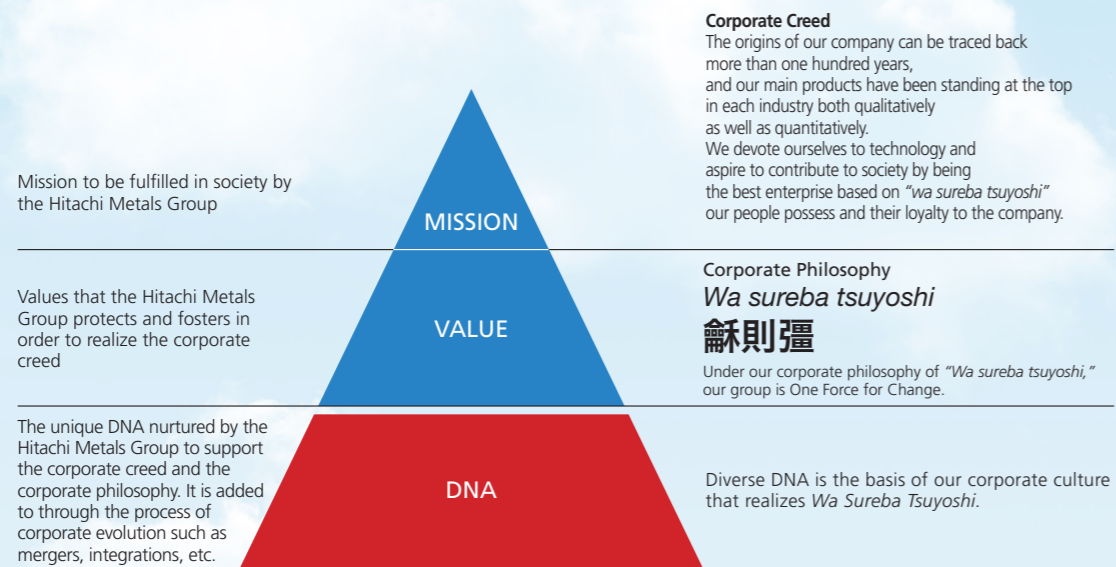 Mission to be fulfilled in society by
the Hitachi Metals Group
MISSION
Corporate Creed
The origins of our company can be traced back
more than one hundred years,
and our main products have been standing at the top
in each industry both qualitatively
as well as quantitatively.
We devote ourselves to technology and
aspire to contribute to society by being
the best enterprise based on "wa sureba tsuyoshi"
our people possess and their loyalty to the company.
Values that the Hitachi Metals
Group protects and fosters in
order to realize the corporate
creed
VALUE
Corporate Philosophy
Wa sureba tsuyoshi
龢則彊
Under our corporate philosophy of "Wa sureba tsuyoshi,"
our group is One Force for Change.
The unique DNA nurtured by the
Hitachi Metals Group to support
the corporate creed and the
corporate philosophy. It is added
to through the process of
corporate evolution such as
mergers, integrations, etc.
DNA
Diverse DNA is the basis of our corporate culture
that realizes Wa Sureba Tsuyoshi.